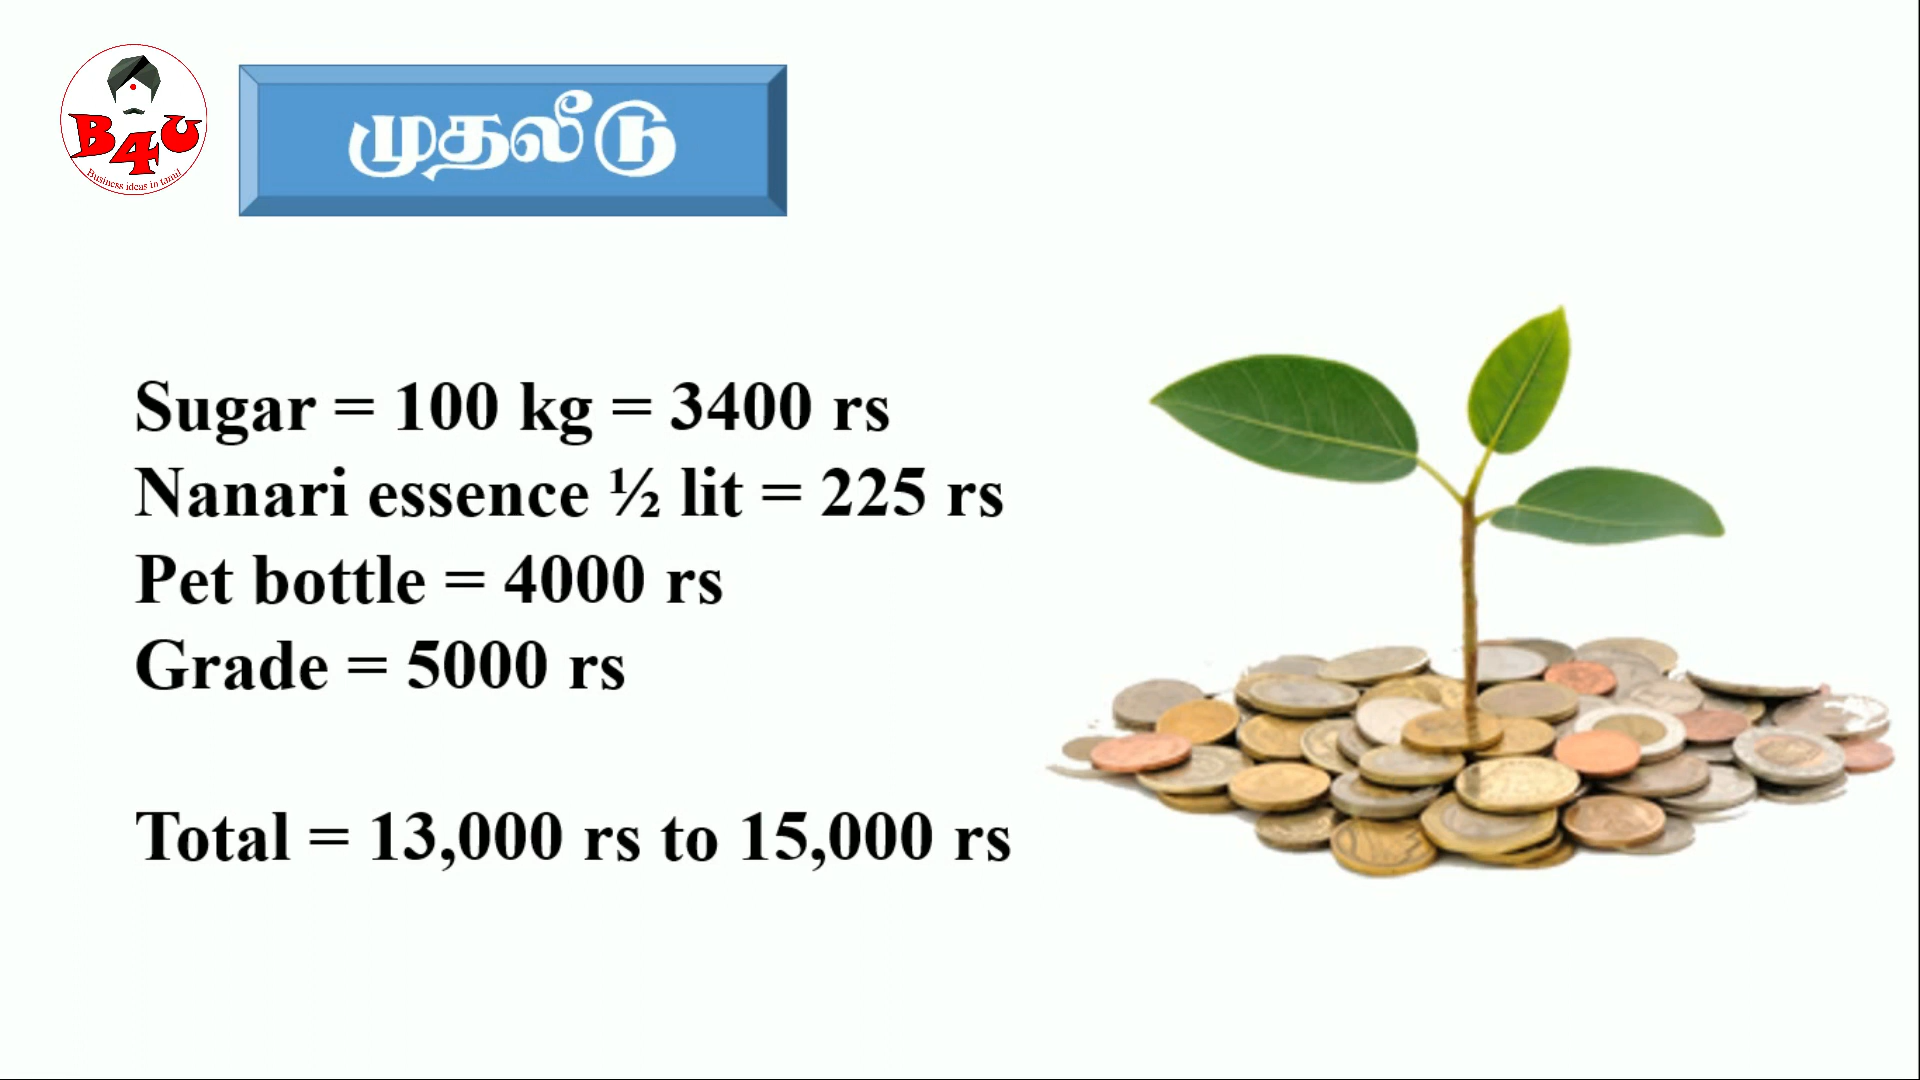 B4U
Business ideas in tamil
முதலீடு
Sugar = 100 kg = 3400 rs
Nanari essence ½ lit = 225 rs
Pet bottle = 4000 rs
Grade = 5000 rs
Total = 13,000 rs to 15,000 rs